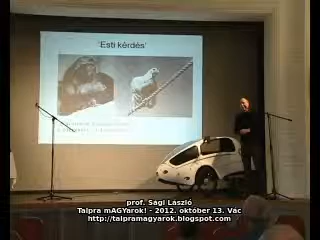 'Esti kérdés'
prof. Sági László
Talpra mAGYarok! - 2012. október 13. Vác
http://talpramagyarok.blogspot.com